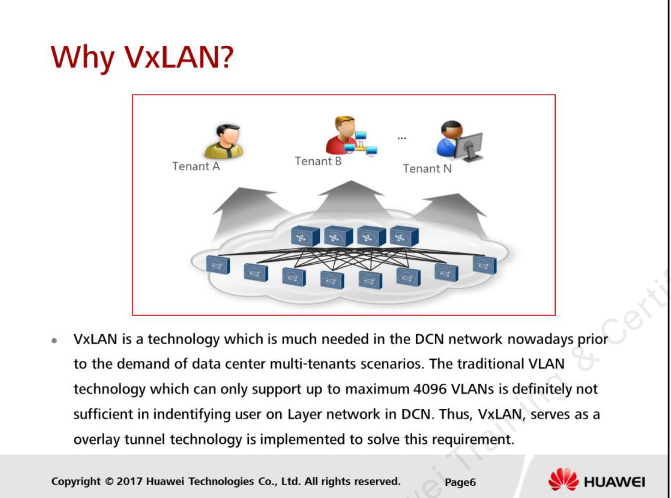 Why VxLAN?
...
Tenant A
Tenant B
Tenant N
• VxLAN is a technology which is much needed in the DCN network nowadays prior
to the demand of data center multi-tenants scenarios. The traditional VLAN
technology which can only support up to maximum 4096 VLANs is definitely not
sufficient in indentifying user on Layer network in DCN. Thus, VxLAN, serves as a
overlay tunnel technology is implemented to solve this requirement.
Copyright © 2017 Huawei Technologies Co., Ltd. All rights reserved.
Page6
HUAWEI